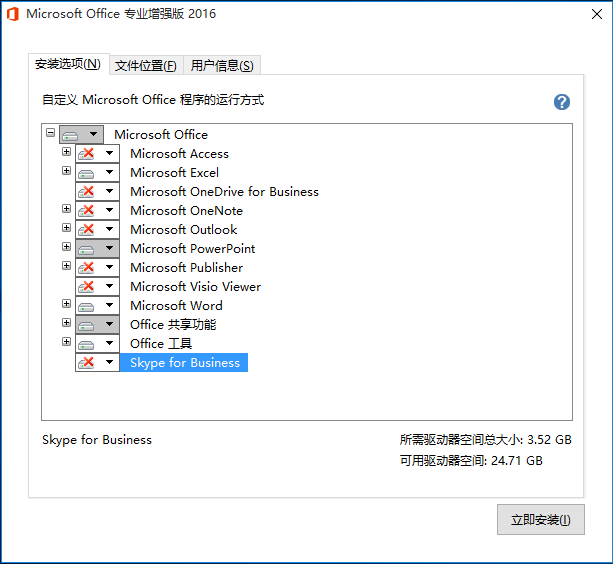 Microsoft Office 专业增强版 2016
安装选项(N) 文件位置(F) 用户信息(S)
自定义 Microsoft Office 程序的运行方式
Microsoft Office
Microsoft Access
Microsoft Excel
Microsoft OneDrive for Business
Microsoft OneNote
Microsoft Outlook
Microsoft PowerPoint
Microsoft Publisher
Microsoft Visio Viewer
Microsoft Word
Office 共享功能
Office 工具
Skype for Business
Skype for Business 所需驱动器空间总大小: 3.52 GB
可用驱动器空间: 24.71 GB
立即安装(I)